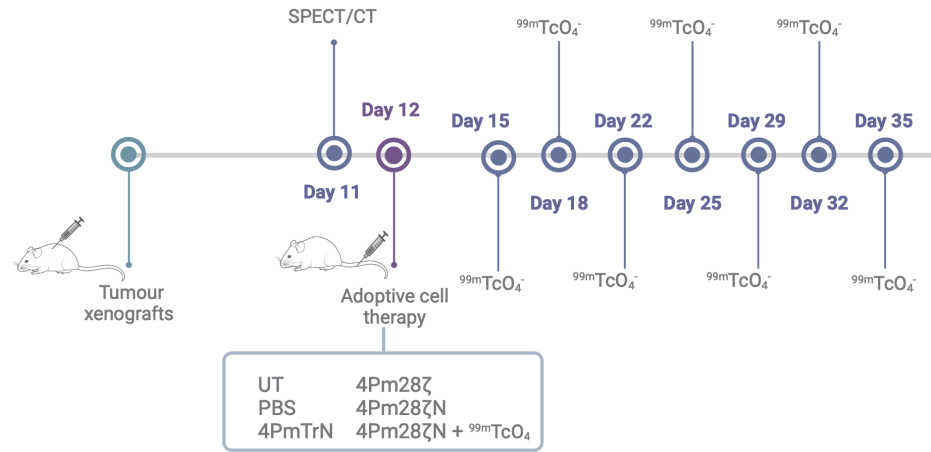 SPECT/CT
⁹⁹ᵐTcO₄⁻
⁹⁹ᵐTcO₄⁻
⁹⁹ᵐTcO₄⁻
Day 12
Day 15
Day 22
Day 29
Day 35
Day 11
Day 18
Day 25
Day 32
⁹⁹ᵐTcO₄⁻
⁹⁹ᵐTcO₄⁻
⁹⁹ᵐTcO₄⁻
⁹⁹ᵐTcO₄⁻
Tumour
xenografts
Adoptive cell
therapy
UT 4Pm28ζ
PBS 4Pm28ζN
4PmTrN 4Pm28ζN + ⁹⁹ᵐTcO₄